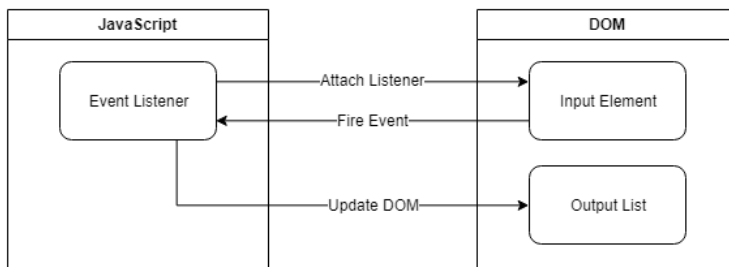 JavaScript
DOM
Event Listener
Attach Listener
Input Element
Fire Event
Update DOM
Output List